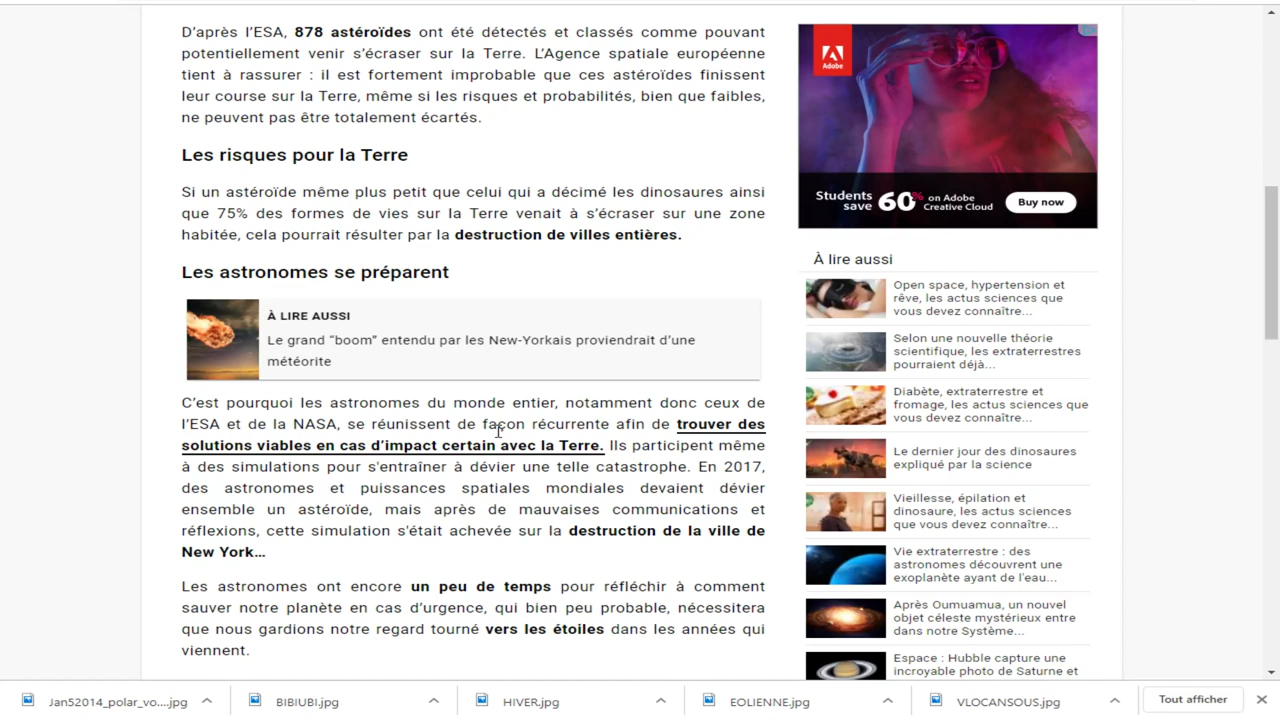 D’après l’ESA, 878 astéroïdes ont été détectés et classés comme pouvant
potentiellement venir s’écraser sur la Terre. L’Agence spatiale européenne
tient à rassurer : il est fortement improbable que ces astéroïdes finissent
leur course sur la Terre, même si les risques et probabilités, bien que faibles,
ne peuvent pas être totalement écartés.
Les risques pour la Terre
Si un astéroïde même plus petit que celui qui a décimé les dinosaures ainsi
que 75% des formes de vies sur la Terre venait à s’écraser sur une zone
habitée, cela pourrait résulter par la destruction de villes entières.
Les astronomes se préparent
À LIRE AUSSI
Le grand “boom” entendu par les New-Yorkais proviendrait d’une
météorite
C’est pourquoi les astronomes du monde entier, notamment donc ceux de
l’ESA et de la NASA, se réunissent de façon récurrente afin de trouver des
solutions viables en cas d’impact certain avec la Terre. Ils participent même
à des simulations pour s'entraîner à dévier une telle catastrophe. En 2017,
des astronomes et puissances spatiales mondiales devaient dévier
ensemble un astéroïde, mais après de mauvaises communications et
réflexions, cette simulation s'était achevée sur la destruction de la ville de
New York…
Les astronomes ont encore un peu de temps pour réfléchir à comment
sauver notre planète en cas d’urgence, qui bien peu probable, nécessitera
que nous gardions notre regard tourné vers les étoiles dans les années qui
viennent.
Adobe
Students
save 60% on Adobe
Creative Cloud
Buy now
À lire aussi
Open space, hypertension et
rêve, les actus sciences que
vous devez connaître...
Selon une nouvelle théorie
scientifique, les extraterrestres
pourraient déjà...
Diabète, extraterrestre et
fromage, les actus sciences que
vous devez connaître...
Le dernier jour des dinosaures
expliqué par la science
Vieillesse, épilation et
dinosaure, les actus sciences
que vous devez connaître...
Vie extraterrestre : des
astronomes découvrent une
exoplanète ayant de l'eau...
Après Oumuamua, un nouvel
objet céleste mystérieux entre
dans notre Système...
Espace : Hubble capture une
incroyable photo de Saturne et
Jan52014_polar_vo....jpg
BIBIUBI.jpg
HIVER.jpg
EOLIENNE.jpg
VLOCANSOUS.jpg
Tout afficher